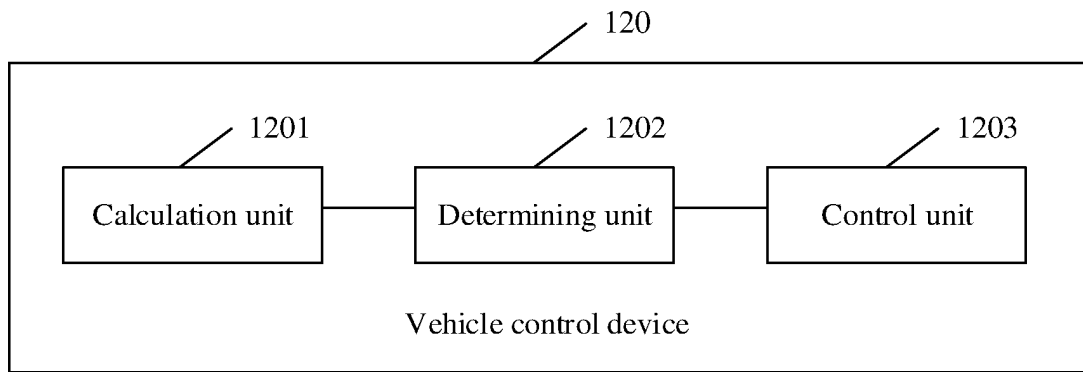 120
1201
1202
1203
Calculation unit
Determining unit
Control unit
Vehicle control device